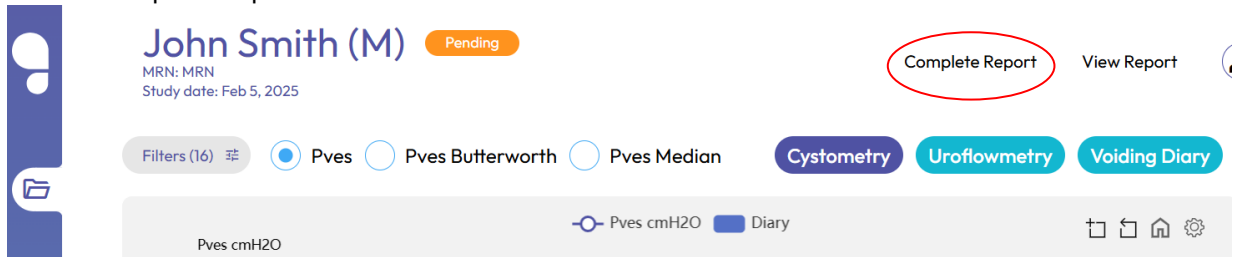 John Smith (M) Pending
MRN: MRN
Study date: Feb 5, 2025
Complete Report View Report
Filters (16) Pves Pves Butterworth Pves Median Cystometry Uroflowmetry Voiding Diary
Pves cmH2O Diary
Pves cmH2O